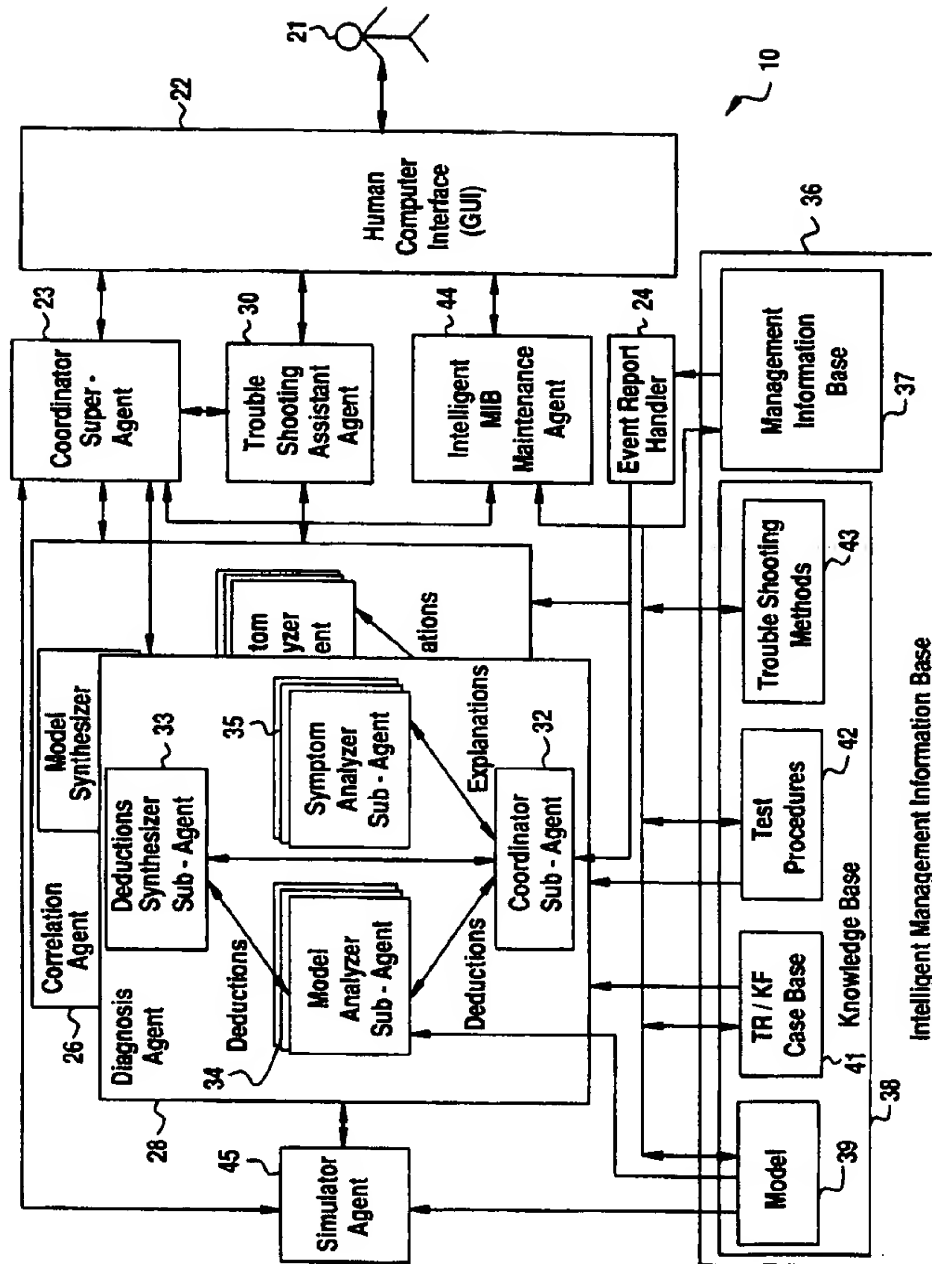 21
22
Human
Computer
Interface
(GUI)
10
23
Coordinator
Super -
Agent
30
Trouble
Shooting
Assistant
Agent
44
Intelligent
MIB
Maintenance
Agent
24
Event Report
Handler
36
Management
Information
Base
37
Correlation
Agent
26
Model
Synthesizer
tom
yzer
ent
ations
Diagnosis
Agent
28
33
Deductions
Synthesizer
Sub - Agent
Deductions
34
Model
Analyzer
Sub - Agent
35
Symptom
Analyzer
Sub - Agent
Explanations
Deductions
32
Coordinator
Sub - Agent
45
Simulator
Agent
Model
39
TR / KF
Case Base
41
Test
Procedures
42
Trouble Shooting
Methods
43
Knowledge Base
38
Intelligent Management Information Base